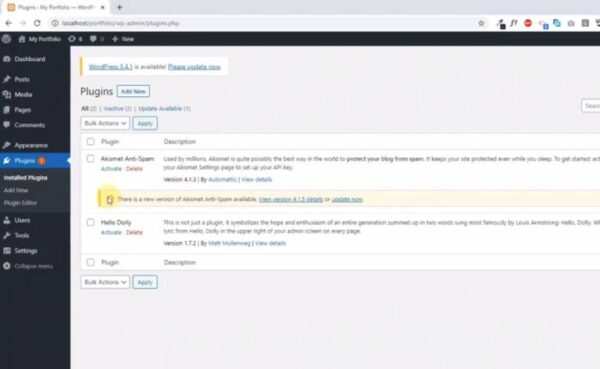 Plugins ‹ My Portfolio — WordPr
localhost/portfolio/wp-admin/plugins.php
My Portfolio 6 0 + New
Dashboard
Posts
Media
Pages
Comments
Appearance
Plugins 1
Installed Plugins
Add New
Plugin Editor
Users
Tools
Settings
Collapse menu
WordPress 5.4.1 is available! Please update now.
Plugins Add New
All (2) | Inactive (2) | Update Available (1)
Sear
Bulk Actions Apply
Plugin Description
Akismet Anti-Spam Used by millions, Akismet is quite possibly the best way in the world to protect your blog from spam. It keeps your site protected even while you sleep. To get started: ac
Activate | Delete your Akismet Settings page to set up your API key.
Version 4.1.3 | By Automattic | View details
There is a new version of Akismet Anti-Spam available. View version 4.1.5 details or update now.
Hello Dolly This is not just a plugin, it symbolizes the hope and enthusiasm of an entire generation summed up in two words sung most famously by Louis Armstrong: Hello, Dolly. W
Activate | Delete lyric from Hello, Dolly in the upper right of your admin screen on every page.
Version 1.7.2 | By Matt Mullenweg | View details
Plugin Description
Bulk Actions Apply